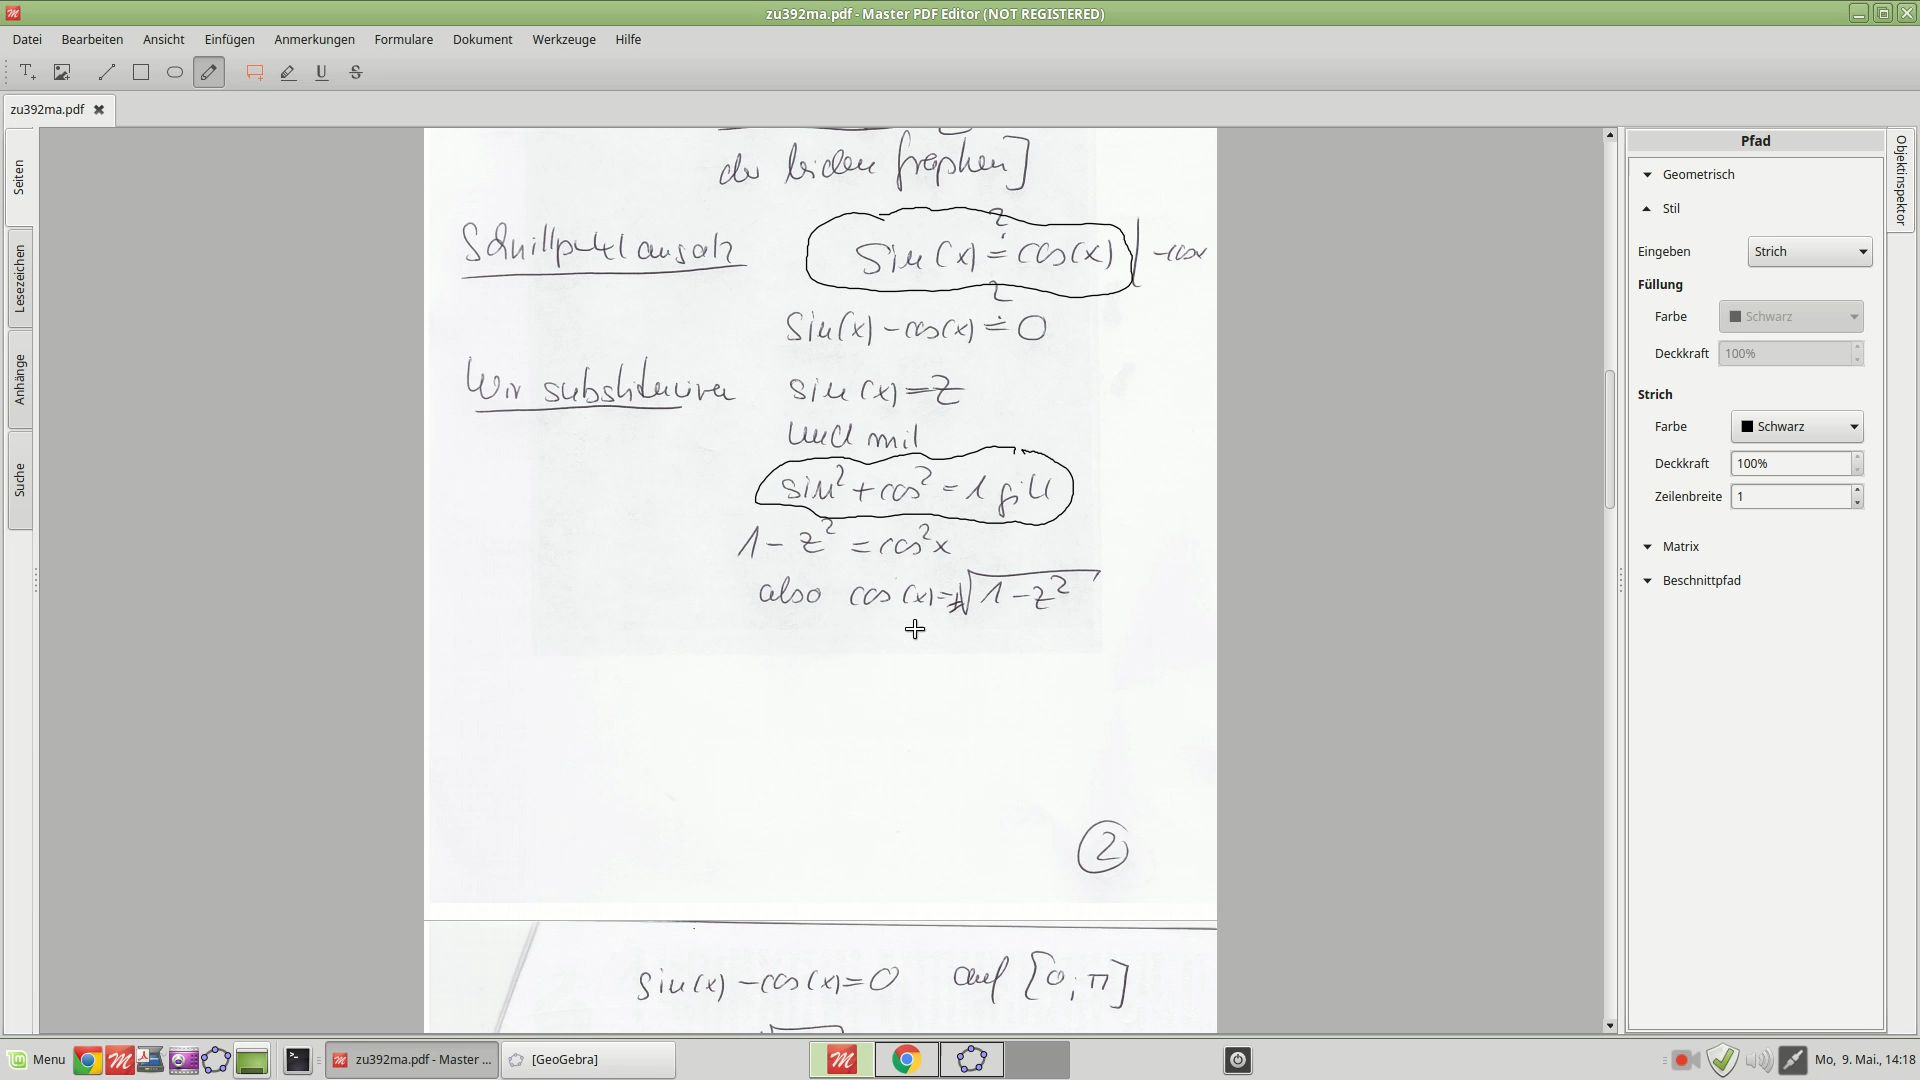 zu392ma.pdf - Master PDF Editor (NOT REGISTERED)
Datei Bearbeiten Ansicht Einfügen Anmerkungen Formulare Dokument Werkzeuge Hilfe
zu392ma.pdf
Seiten
Lesezeichen
Anhänge
Suche
der beiden Graphen]
Schnittpunktansatz sin(x) = cos(x) | -cosx
sin(x) - cos(x) = 0
Wir substituieren sin(x) = z
und mit
sin² + cos² = 1 gilt
1 - z² = cos²x
also cos(x) = ±√1 - z²
2
sin(x) - cos(x) = 0 auf [0; π]
Pfad
Geometrisch
Stil
Eingeben Strich
Füllung
Farbe Schwarz
Deckkraft 100%
Strich
Farbe Schwarz
Deckkraft 100%
Zeilenbreite 1
Matrix
Beschnittpfad
Objektinspektor
Menu zu392ma.pdf - Master ... [GeoGebra] Mo, 9. Mai., 14:18